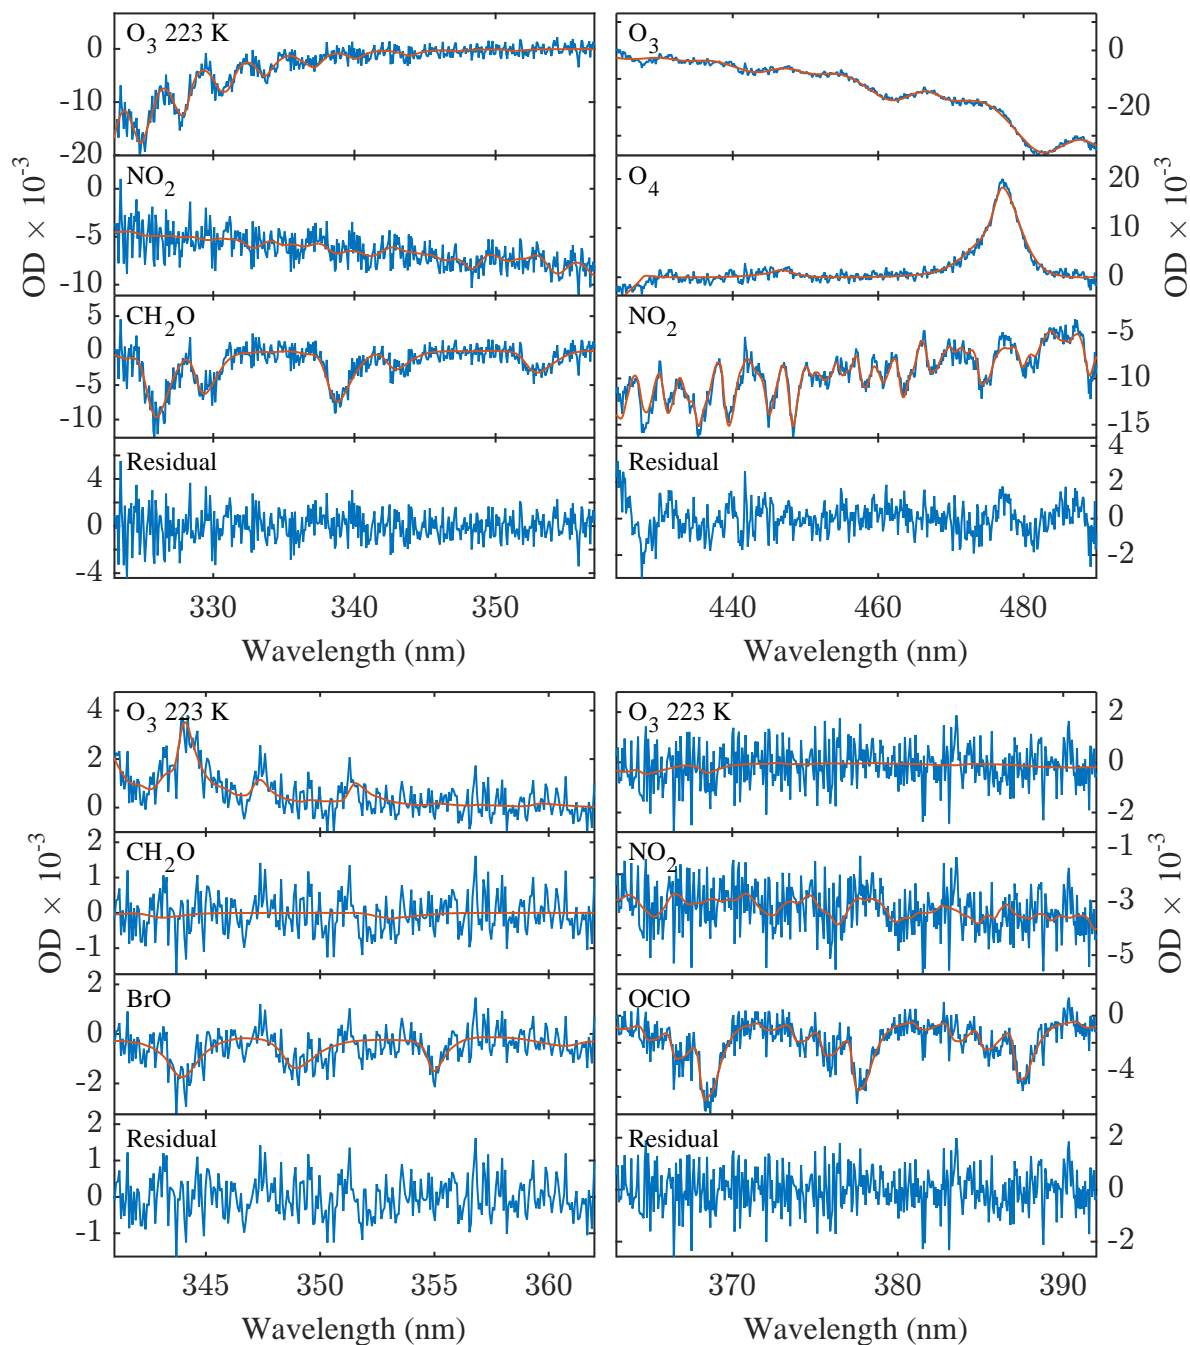 O3 223 K
0
-10
-20
NO2
0
-5
-10
CH2O
5
0
-5
-10
Residual
4
0
-4
330 340 350
Wavelength (nm)
OD × 10-3
O3
0
-20
O4
20
10
0
NO2
-5
-10
-15
Residual
4
2
0
-2
440 460 480
Wavelength (nm)
OD × 10-3
O3 223 K
4
2
0
CH2O
2
1
0
-1
BrO
2
0
-2
Residual
2
1
0
-1
345 350 355 360
Wavelength (nm)
OD × 10-3
O3 223 K
2
0
-2
NO2
-1
-3
-5
OClO
0
-4
Residual
2
0
-2
370 380 390
Wavelength (nm)
OD × 10-3